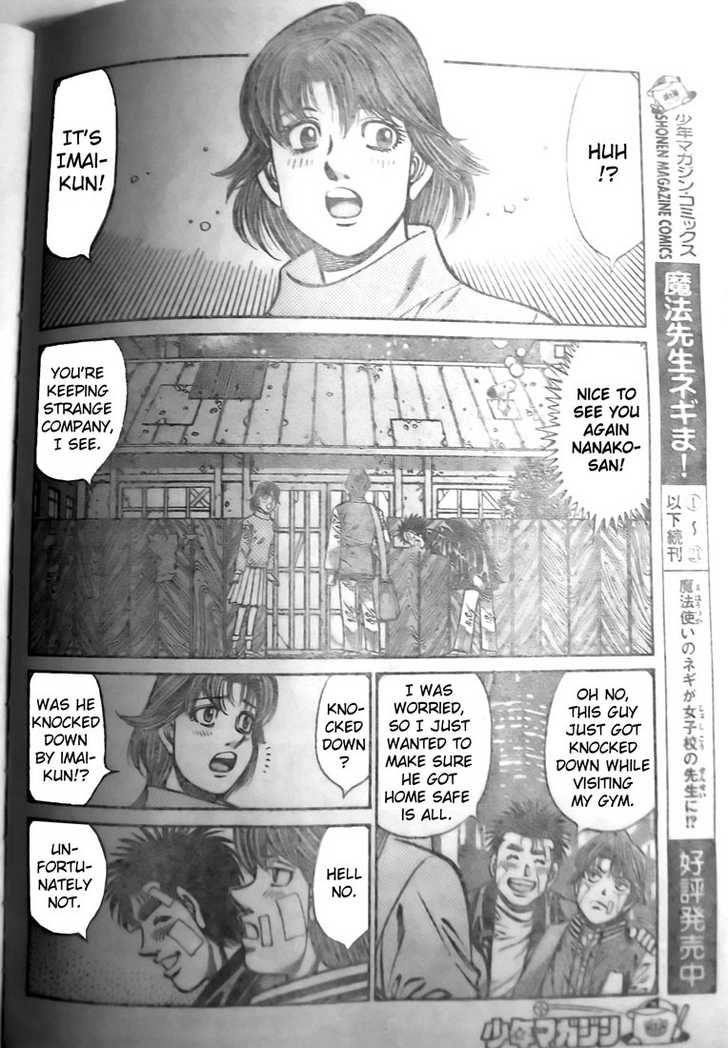 HUH
!?
IT'S
IMAI-
KUN!
NICE TO
SEE YOU
AGAIN
NANAKO-
SAN!
YOU'RE
KEEPING
STRANGE
COMPANY,
I SEE.
OH NO,
THIS GUY
JUST GOT
KNOCKED
DOWN WHILE
VISITING
MY GYM.
I WAS
WORRIED,
SO I JUST
WANTED TO
MAKE SURE
HE GOT
HOME SAFE
IS ALL.
KNO-
CKED
DOWN
?
WAS HE
KNOCKED
DOWN
BY IMAI-
KUN!?
HELL
NO.
UN-
FORTU-
NATELY
NOT.
少年マガジン・コミックス
SHONEN MAGAZINE COMICS
魔法先生ネギま!
以下続刊
魔法使いのネギが女子校の先生に!?
好評発売中
少年マガジン